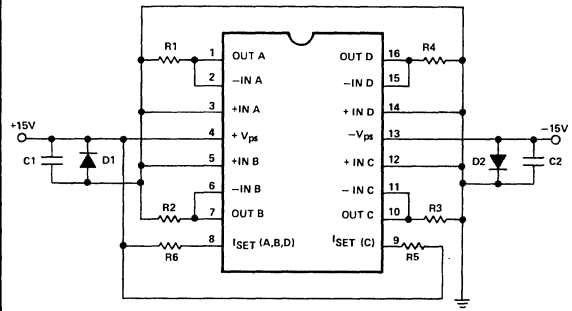 R1 1 OUT A OUT D 16 R4
2 −IN A −IN D 15
3 +IN A + IN D 14
+15V 4 + Vps −Vps 13 −15V
C1 D1 5 +IN B + IN C 12 D2 C2
6 − IN B − IN C 11
R2 7 OUT B OUT C 10 R3
8 ISET (A,B,D) ISET (C) 9
R6 R5